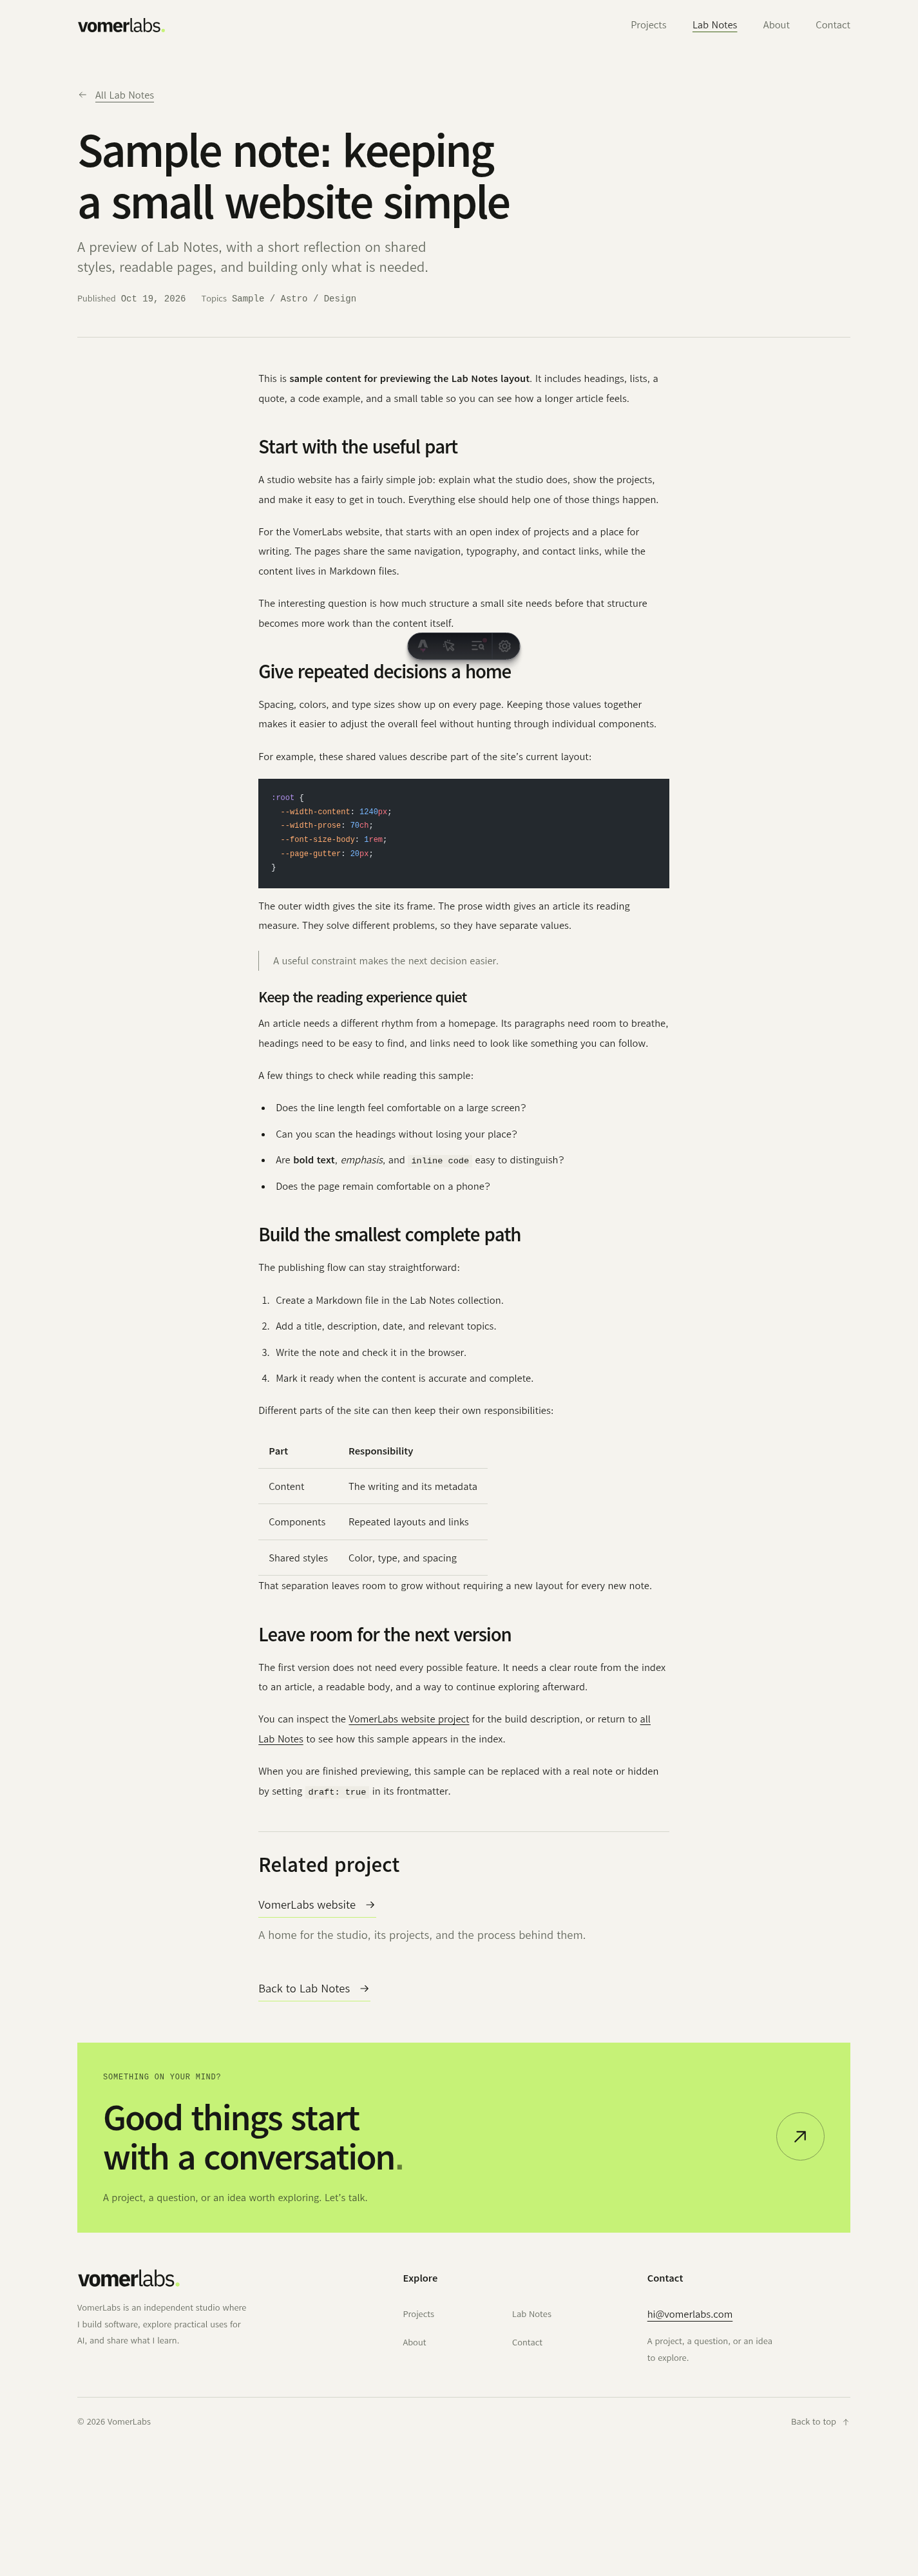 vomerlabs.
Projects Lab Notes About Contact
← All Lab Notes
Sample note: keeping
a small website simple
A preview of Lab Notes, with a short reflection on shared
styles, readable pages, and building only what is needed.
Published Oct 19, 2026 Topics Sample / Astro / Design
This is sample content for previewing the Lab Notes layout. It includes headings, lists, a
quote, a code example, and a small table so you can see how a longer article feels.
Start with the useful part
A studio website has a fairly simple job: explain what the studio does, show the projects,
and make it easy to get in touch. Everything else should help one of those things happen.
For the VomerLabs website, that starts with an open index of projects and a place for
writing. The pages share the same navigation, typography, and contact links, while the
content lives in Markdown files.
The interesting question is how much structure a small site needs before that structure
becomes more work than the content itself.
Give repeated decisions a home
Spacing, colors, and type sizes show up on every page. Keeping those values together
makes it easier to adjust the overall feel without hunting through individual components.
For example, these shared values describe part of the site's current layout:
:root {
--width-content: 1240px;
--width-prose: 70ch;
--font-size-body: 1rem;
--page-gutter: 20px;
}
The outer width gives the site its frame. The prose width gives an article its reading
measure. They solve different problems, so they have separate values.
A useful constraint makes the next decision easier.
Keep the reading experience quiet
An article needs a different rhythm from a homepage. Its paragraphs need room to breathe,
headings need to be easy to find, and links need to look like something you can follow.
A few things to check while reading this sample:
• Does the line length feel comfortable on a large screen?
• Can you scan the headings without losing your place?
• Are bold text, emphasis, and inline code easy to distinguish?
• Does the page remain comfortable on a phone?
Build the smallest complete path
The publishing flow can stay straightforward:
1. Create a Markdown file in the Lab Notes collection.
2. Add a title, description, date, and relevant topics.
3. Write the note and check it in the browser.
4. Mark it ready when the content is accurate and complete.
Different parts of the site can then keep their own responsibilities:
Part Responsibility
Content The writing and its metadata
Components Repeated layouts and links
Shared styles Color, type, and spacing
That separation leaves room to grow without requiring a new layout for every new note.
Leave room for the next version
The first version does not need every possible feature. It needs a clear route from the index
to an article, a readable body, and a way to continue exploring afterward.
You can inspect the VomerLabs website project for the build description, or return to all
Lab Notes to see how this sample appears in the index.
When you are finished previewing, this sample can be replaced with a real note or hidden
by setting draft: true in its frontmatter.
Related project
VomerLabs website →
A home for the studio, its projects, and the process behind them.
Back to Lab Notes →
SOMETHING ON YOUR MIND?
Good things start
with a conversation.
A project, a question, or an idea worth exploring. Let's talk.
vomerlabs.
VomerLabs is an independent studio where
I build software, explore practical uses for
AI, and share what I learn.
Explore
Projects Lab Notes
About Contact
Contact
hi@vomerlabs.com
A project, a question, or an idea
to explore.
© 2026 VomerLabs
Back to top ↑